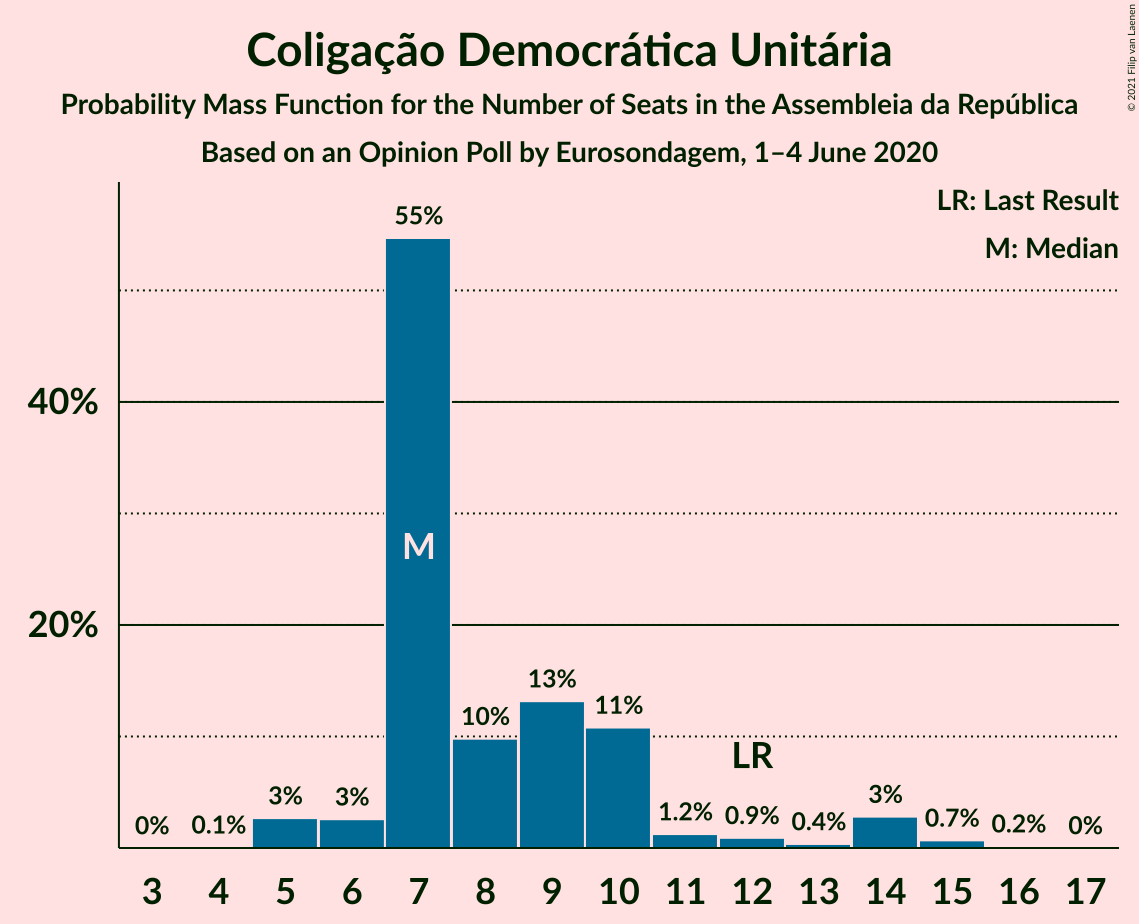 Coligação Democrática Unitária
Probability Mass Function for the Number of Seats in the Assembleia da República
Based on an Opinion Poll by Eurosondagem, 1–4 June 2020
© 2021 Filip van Laenen
LR: Last Result
M: Median
55%
40%
M
20%
13%
11%
10%
LR
3%
3%
3%
1.2%
0.9%
0.7%
0.4%
0.2%
0%
0.1%
0%
3 4 5 6 7 8 9 10 11 12 13 14 15 16 17